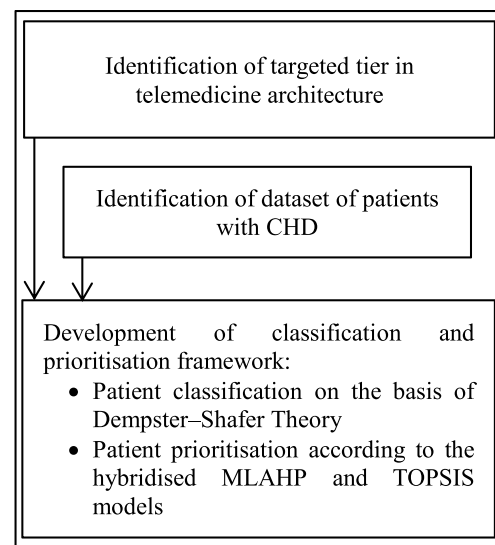 Identification of targeted tier in
telemedicine architecture
Identification of dataset of patients
with CHD
Development of classification and
prioritisation framework:
• Patient classification on the basis of
Dempster–Shafer Theory
• Patient prioritisation according to the
hybridised MLAHP and TOPSIS
models